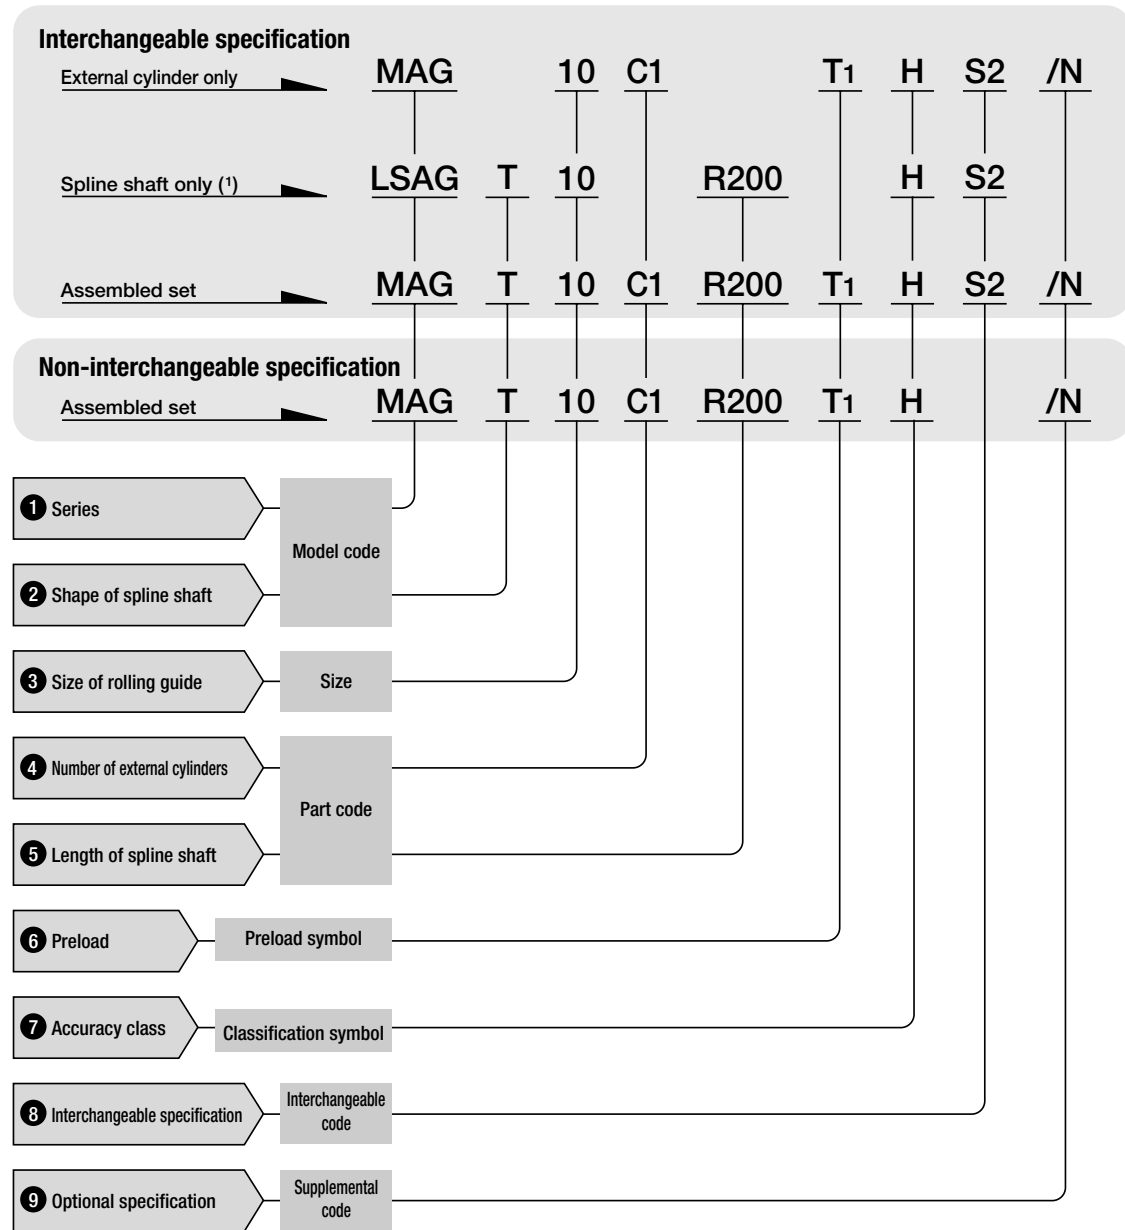 Interchangeable specification
External cylinder only MAG 10 C1 T1 H S2 /N
Spline shaft only (1) LSAG T 10 R200 H S2
Assembled set MAG T 10 C1 R200 T1 H S2 /N
Non-interchangeable specification
Assembled set MAG T 10 C1 R200 T1 H /N
1 Series
Model code
2 Shape of spline shaft
3 Size of rolling guide Size
4 Number of external cylinders
Part code
5 Length of spline shaft
6 Preload Preload symbol
7 Accuracy class Classification symbol
8 Interchangeable specification Interchangeable
code
9 Optional specification Supplemental
code